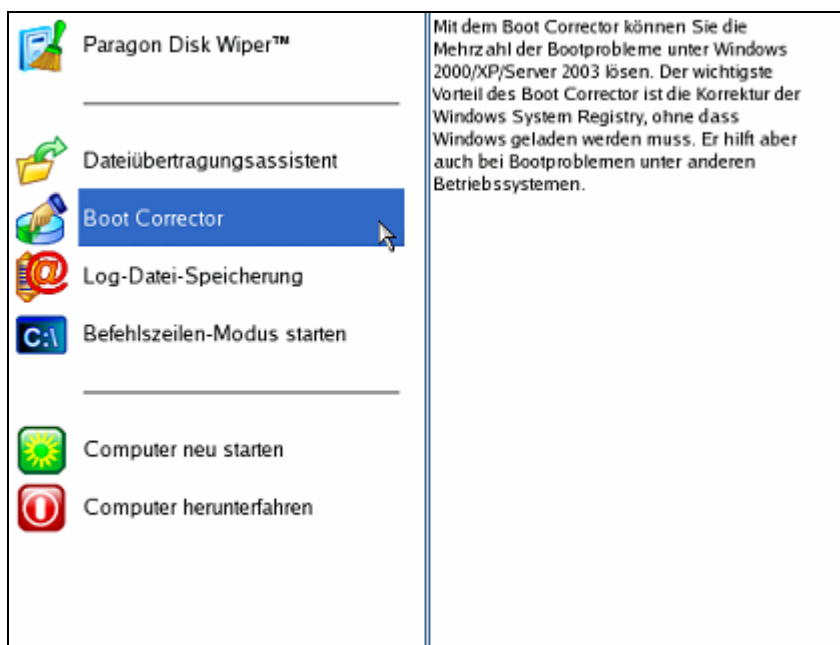 Paragon Disk Wiper™
Dateiübertragungsassistent
Boot Corrector
Log-Datei-Speicherung
C:\
Befehlszeilen-Modus starten
Computer neu starten
Computer herunterfahren
Mit dem Boot Corrector können Sie die
Mehrzahl der Bootprobleme unter Windows
2000/XP/Server 2003 lösen. Der wichtigste
Vorteil des Boot Corrector ist die Korrektur der
Windows System Registry, ohne dass
Windows geladen werden muss. Er hilft aber
auch bei Bootproblemen unter anderen
Betriebssystemen.